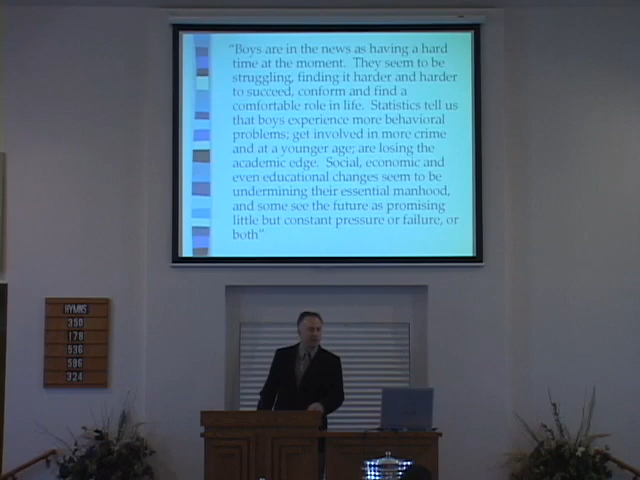 "Boys are in the news as having a hard
time at the moment.  They seem to be
struggling, finding it harder and harder
to succeed, conform and find a
comfortable role in life.  Statistics tell us
that boys experience more behavioral
problems; get involved in more crime
and at a younger age; are losing the
academic edge.  Social, economic and
even educational changes seem to be
undermining their essential manhood,
and some see the future as promising
little but constant pressure or failure, or
both"
HYMNS
350
178
536
596
324